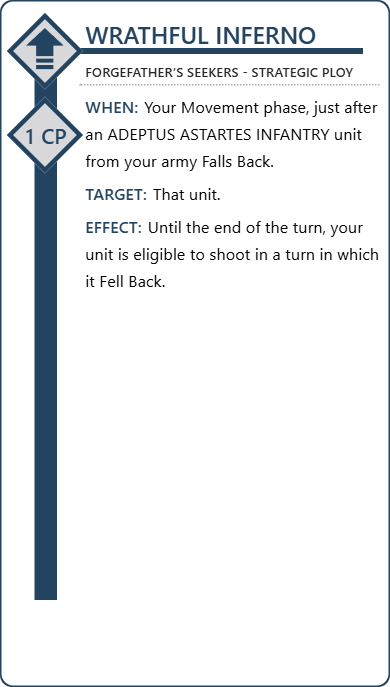 WRATHFUL INFERNO
FORGEFATHER'S SEEKERS - STRATEGIC PLOY
WHEN: Your Movement phase, just after
1 CP
an ADEPTUS ASTARTES INFANTRY unit
from your army Falls Back.
TARGET: That unit.
EFFECT: Until the end of the turn, your
unit is eligible to shoot in a turn in which
it Fell Back.